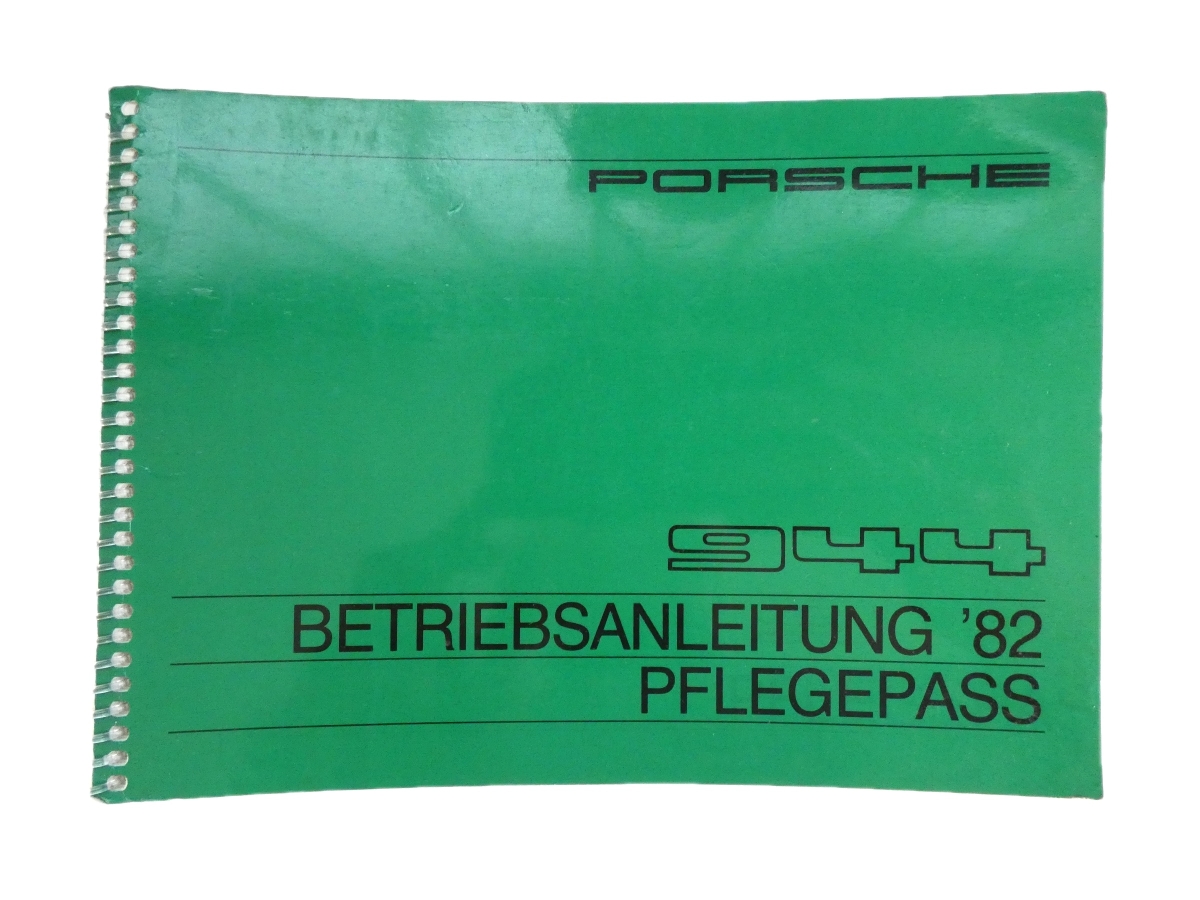 PORSCHE
944
BETRIEBSANLEITUNG '82
PFLEGEPASS